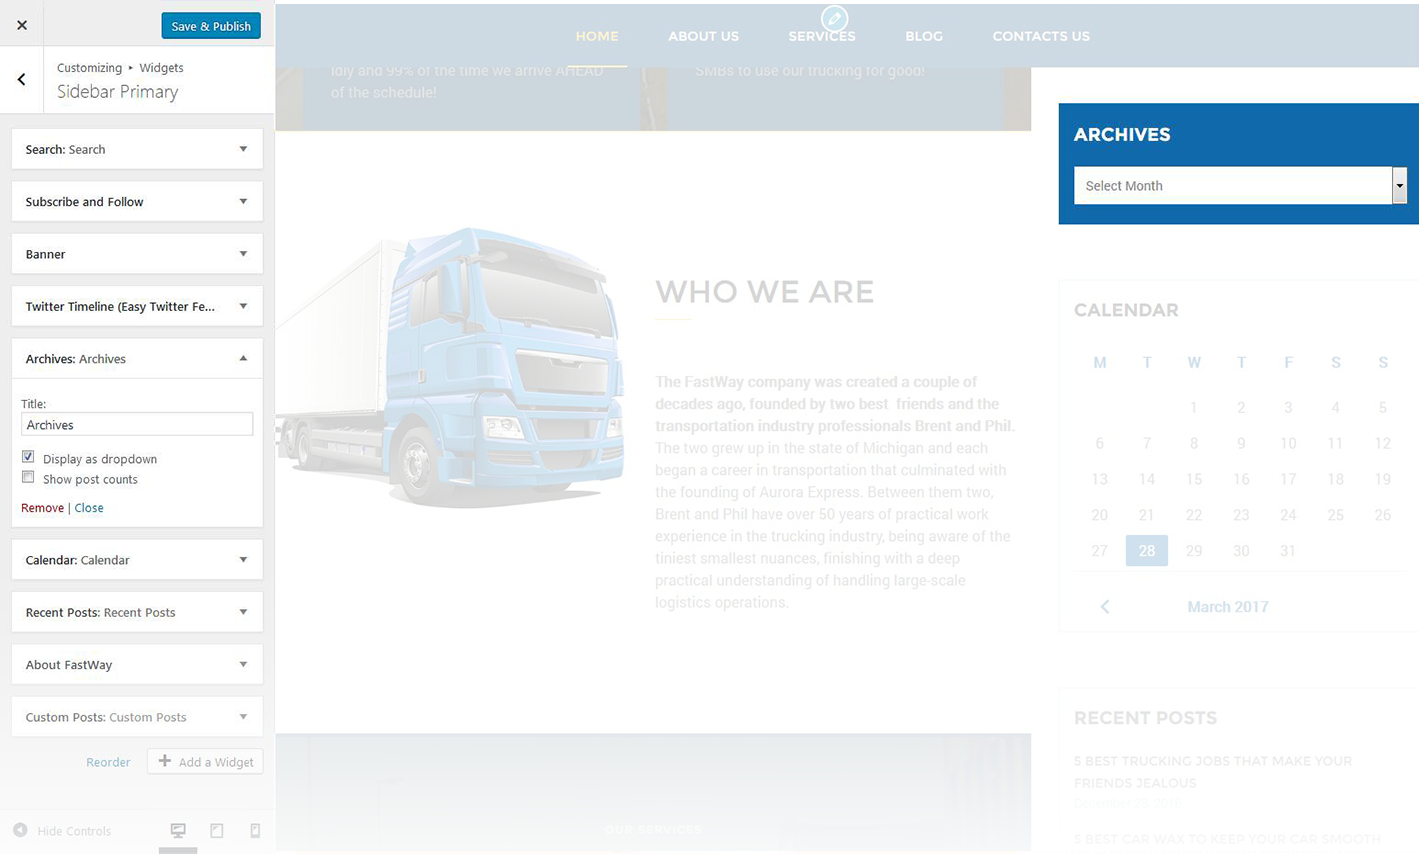 Save & Publish
Customizing ▸ Widgets
Sidebar Primary
Search: Search
Subscribe and Follow
Banner
Twitter Timeline (Easy Twitter Fe...
Archives: Archives
Title:
Archives
Display as dropdown
Show post counts
Remove | Close
Calendar: Calendar
Recent Posts: Recent Posts
About FastWay
Custom Posts: Custom Posts
Reorder
Add a Widget
Hide Controls
HOME ABOUT US SERVICES BLOG CONTACTS US
Idly and 99% of the time we arrive AHEAD
of the schedule!
SMBs to use our trucking for good!
WHO WE ARE
The FastWay company was created a couple of
decades ago, founded by two best friends and the
transportation industry professionals Brent and Phil.
The two grew up in the state of Michigan and each
began a career in transportation that culminated with
the founding of Aurora Express. Between them two,
Brent and Phil have over 50 years of practical work
experience in the trucking industry, being aware of the
tiniest smallest nuances, finishing with a deep
practical understanding of handling large-scale
logistics operations.
OUR SERVICES
ARCHIVES
Select Month
CALENDAR
M T W T F S S
1 2 3 4 5
6 7 8 9 10 11 12
13 14 15 16 17 18 19
20 21 22 23 24 25 26
27 28 29 30 31
March 2017
RECENT POSTS
5 BEST TRUCKING JOBS THAT MAKE YOUR
FRIENDS JEALOUS
5 BEST CAR WAX TO KEEP YOUR CAR SMOOTH